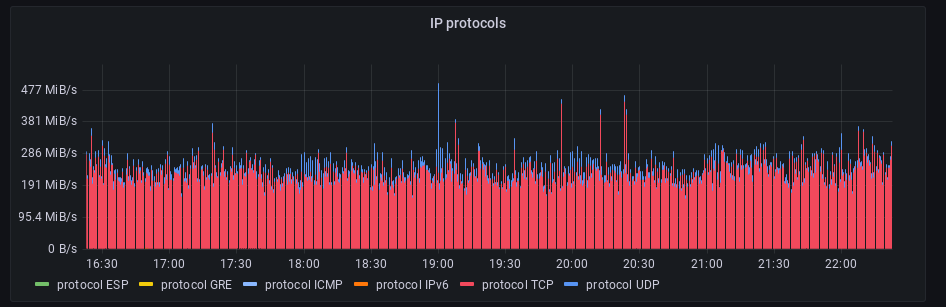 IP protocols
477 MiB/s
381 MiB/s
286 MiB/s
191 MiB/s
95.4 MiB/s
0 B/s
16:30 17:00 17:30 18:00 18:30 19:00 19:30 20:00 20:30 21:00 21:30 22:00
protocol ESP protocol GRE protocol ICMP protocol IPv6 protocol TCP protocol UDP